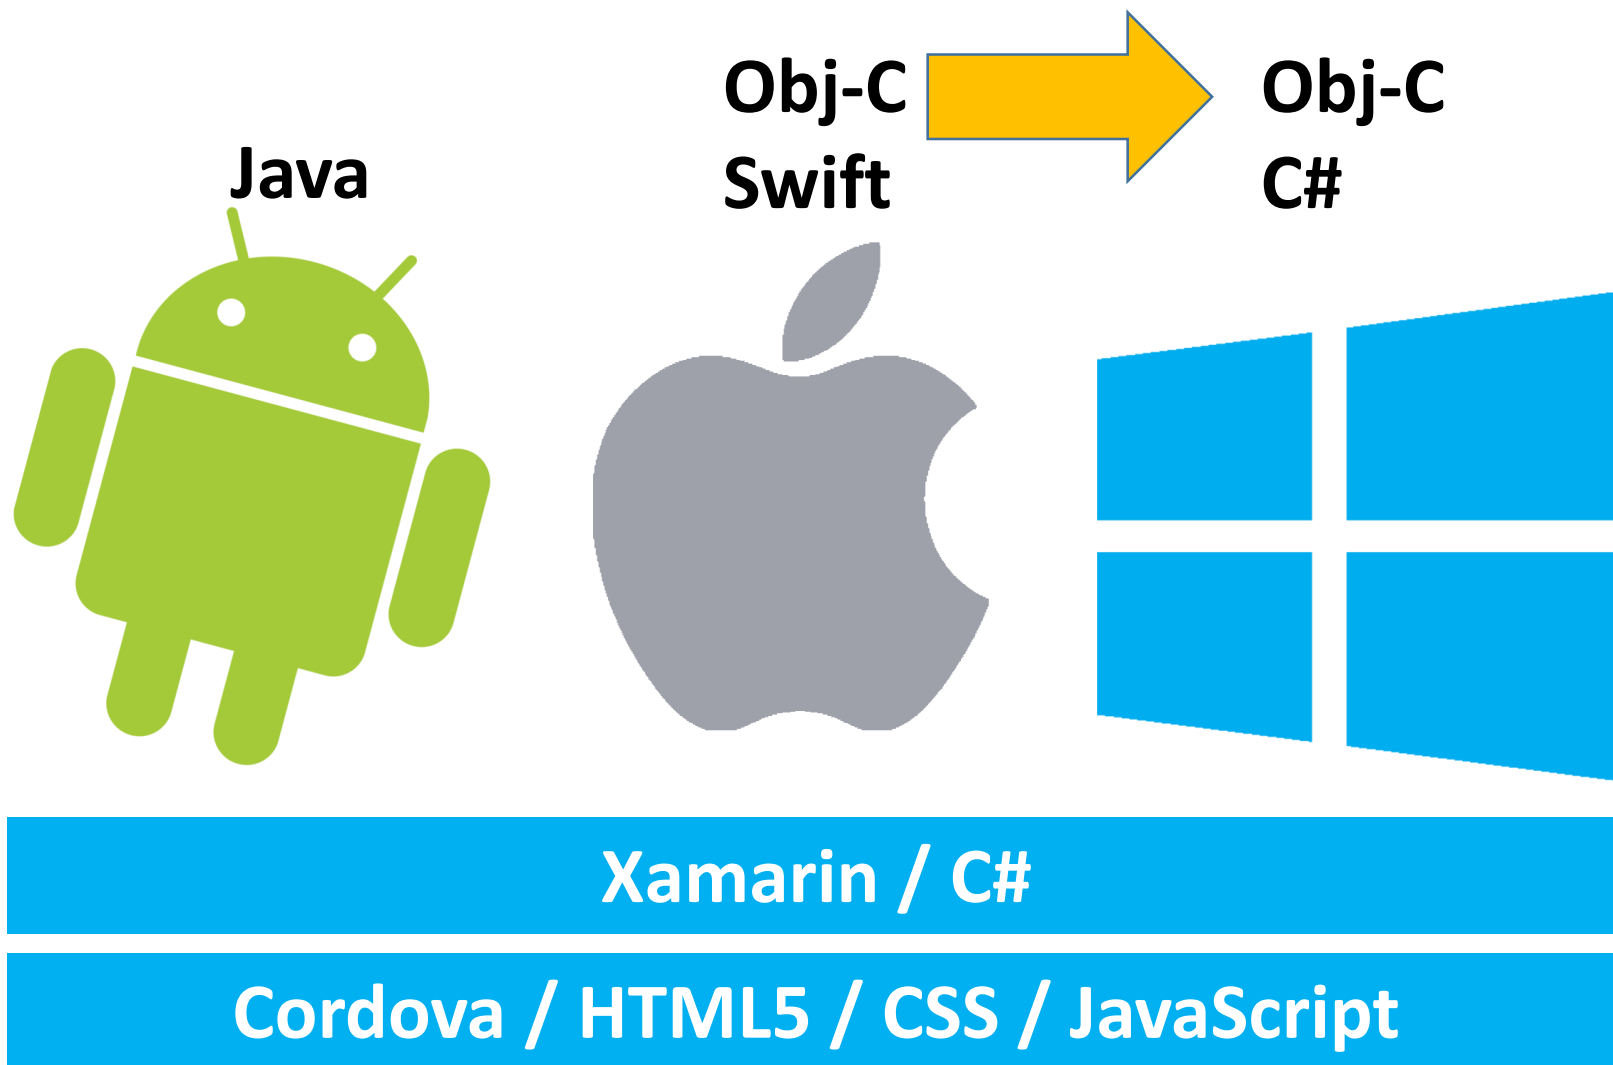 Java
Obj-C
Swift
Obj-C
C#
Xamarin / C#
Cordova / HTML5 / CSS / JavaScript